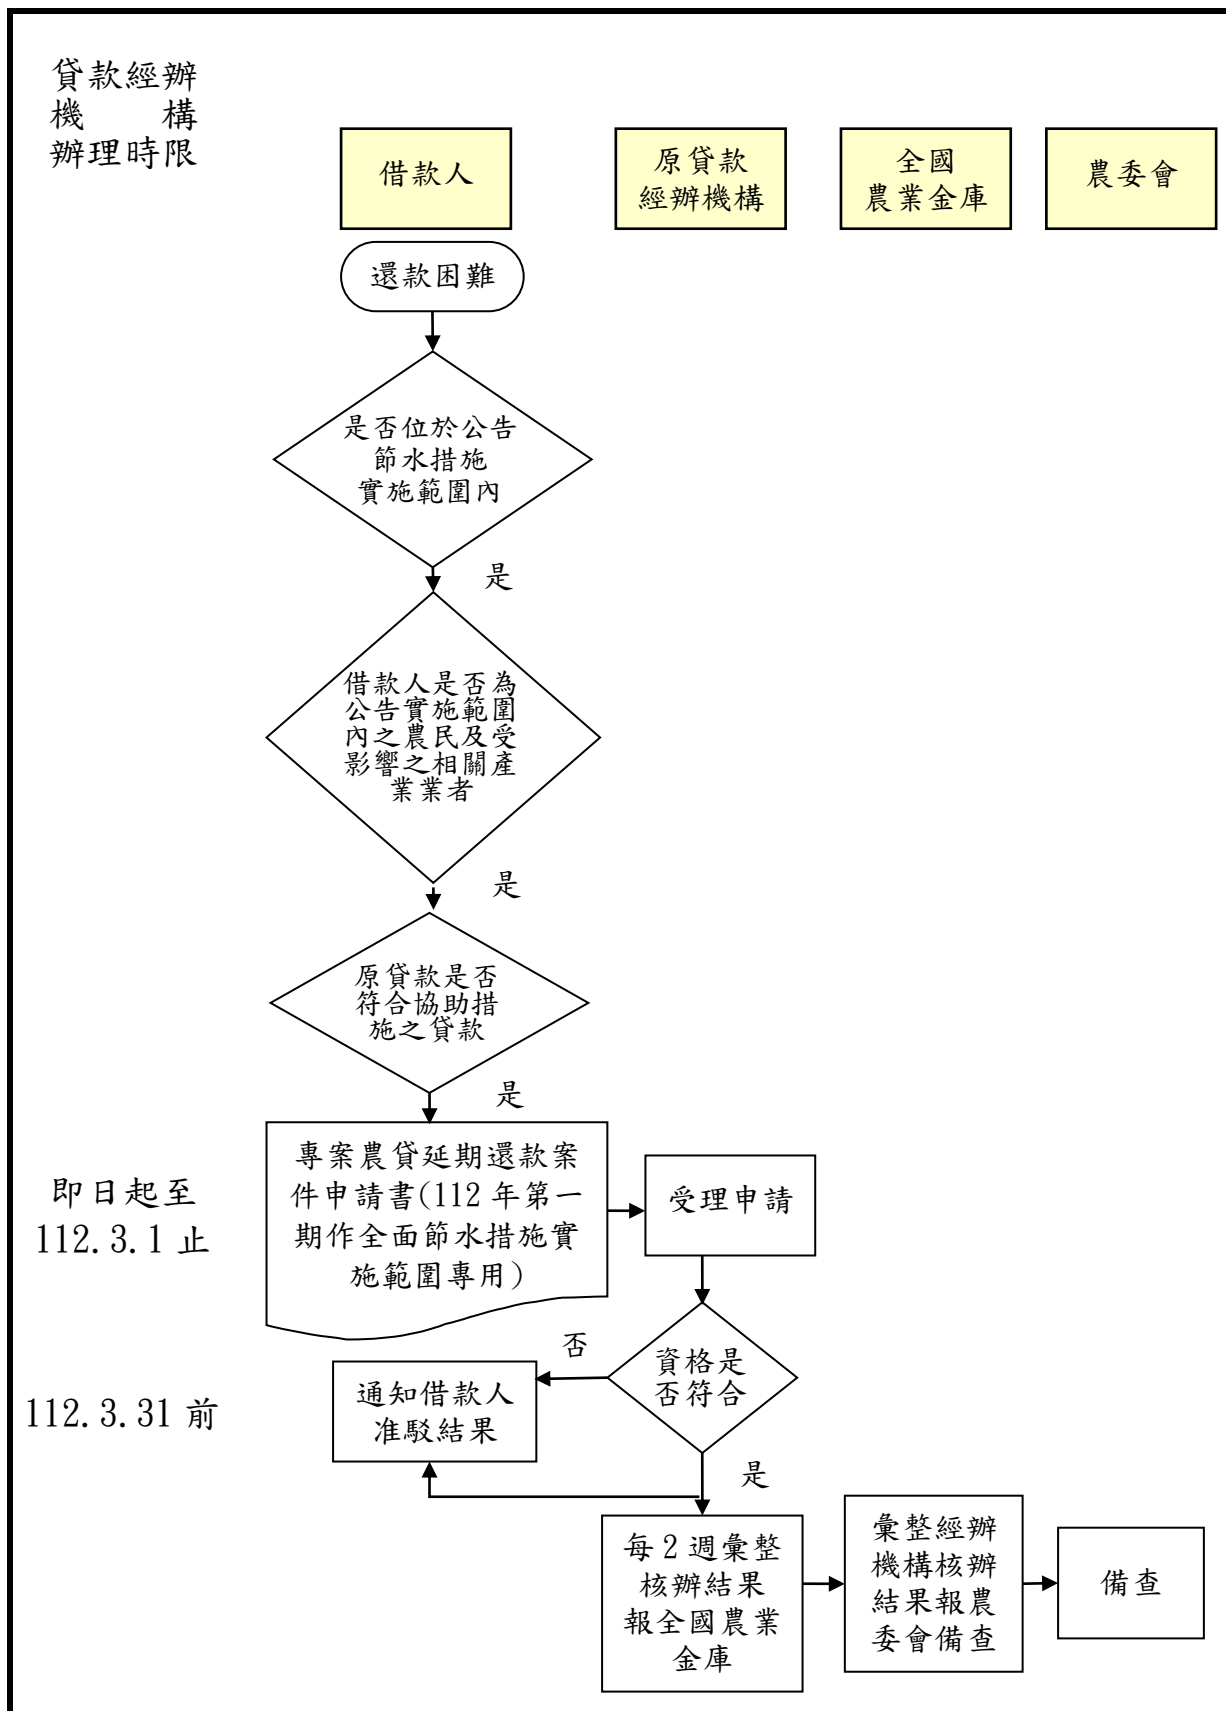 貸款經辦
機構
辦理時限
借款人
原貸款
經辦機構
全國
農業金庫
農委會
還款困難
是否位於公告
節水措施
實施範圍內
是
借款人是否為
公告實施範圍
內之農民及受
影響之相關產
業業者
是
原貸款是否
符合協助措
施之貸款
是
即日起至
112.3.1 止
專案農貸延期還款案
件申請書(112 年第一
期作全面節水措施實
施範圍專用)
受理申請
否
資格是
否符合
112.3.31 前
通知借款人
准駁結果
是
每 2 週彙整
核辦結果
報全國農業
金庫
彙整經辦
機構核辦
結果報農
委會備查
備查